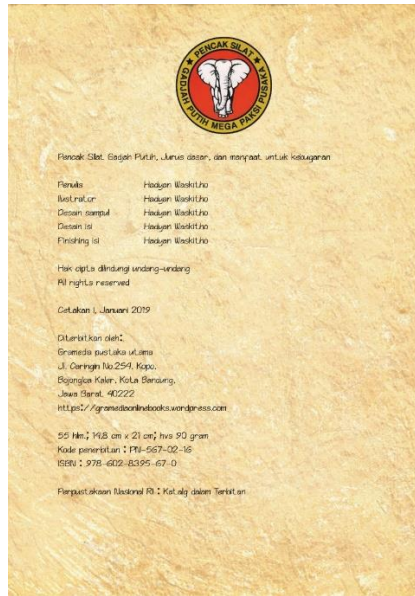 PENCAK SILAT
GADJAH PUTIH MEGA PAKSI PUSAKA
Pencak Silat Gadjah Putih, Jurus dasar, dan manfaat untuk kebugaran
Penulis Hadyan Waskitho
Ilustrator Hadyan Waskitho
Desain sampul Hadyan Waskitho
Desain isi Hadyan Waskitho
Finishing isi Hadyan Waskitho
Hak cipta dilindungi undang-undang
All rights reserved
Cetakan 1, Januari 2019
Diterbitkan oleh:
Gramedia pustaka utama
Jl. Caringin No.254, Kopo,
Bojongloa Kaler, Kota Bandung,
Jawa Barat 40222
https://gramediaonlinebooks.wordpress.com
55 hlm.; 14,8 cm x 21 cm; hvs 90 gram
Kode penerbitan : PN-567-02-16
ISBN : 978-602-8395-67-0
Perpustakaan Nasional RI : Katalg dalam Terbitan